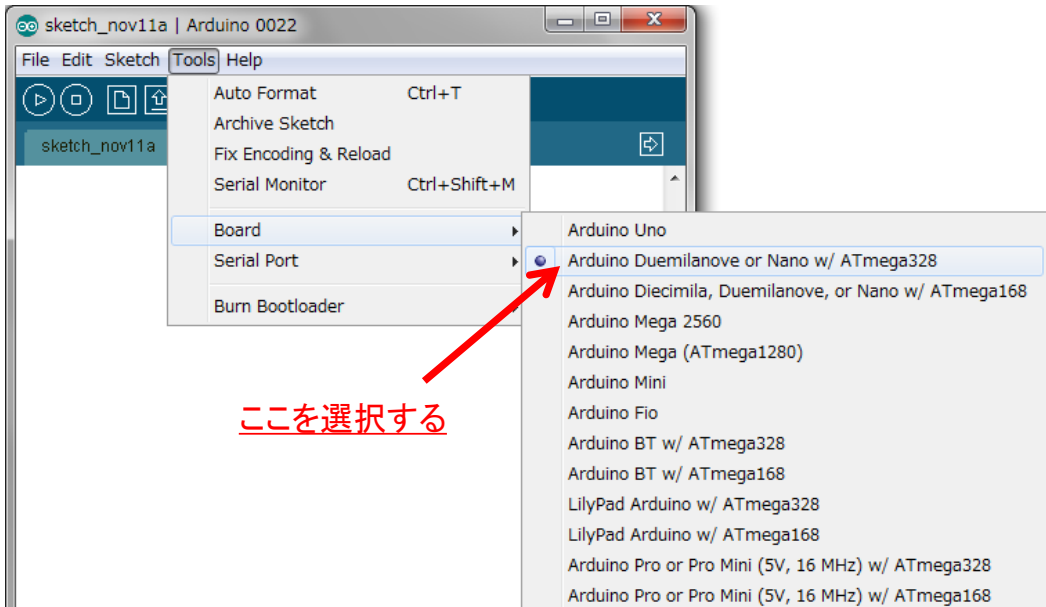 sketch_nov11a | Arduino 0022
File Edit Sketch Tools Help
sketch_nov11a
Auto Format Ctrl+T
Archive Sketch
Fix Encoding & Reload
Serial Monitor Ctrl+Shift+M
Board
Serial Port
Burn Bootloader
Arduino Uno
Arduino Duemilanove or Nano w/ ATmega328
Arduino Diecimila, Duemilanove, or Nano w/ ATmega168
Arduino Mega 2560
Arduino Mega (ATmega1280)
Arduino Mini
Arduino Fio
Arduino BT w/ ATmega328
Arduino BT w/ ATmega168
LilyPad Arduino w/ ATmega328
LilyPad Arduino w/ ATmega168
Arduino Pro or Pro Mini (5V, 16 MHz) w/ ATmega328
Arduino Pro or Pro Mini (5V, 16 MHz) w/ ATmega168
ここを選択する